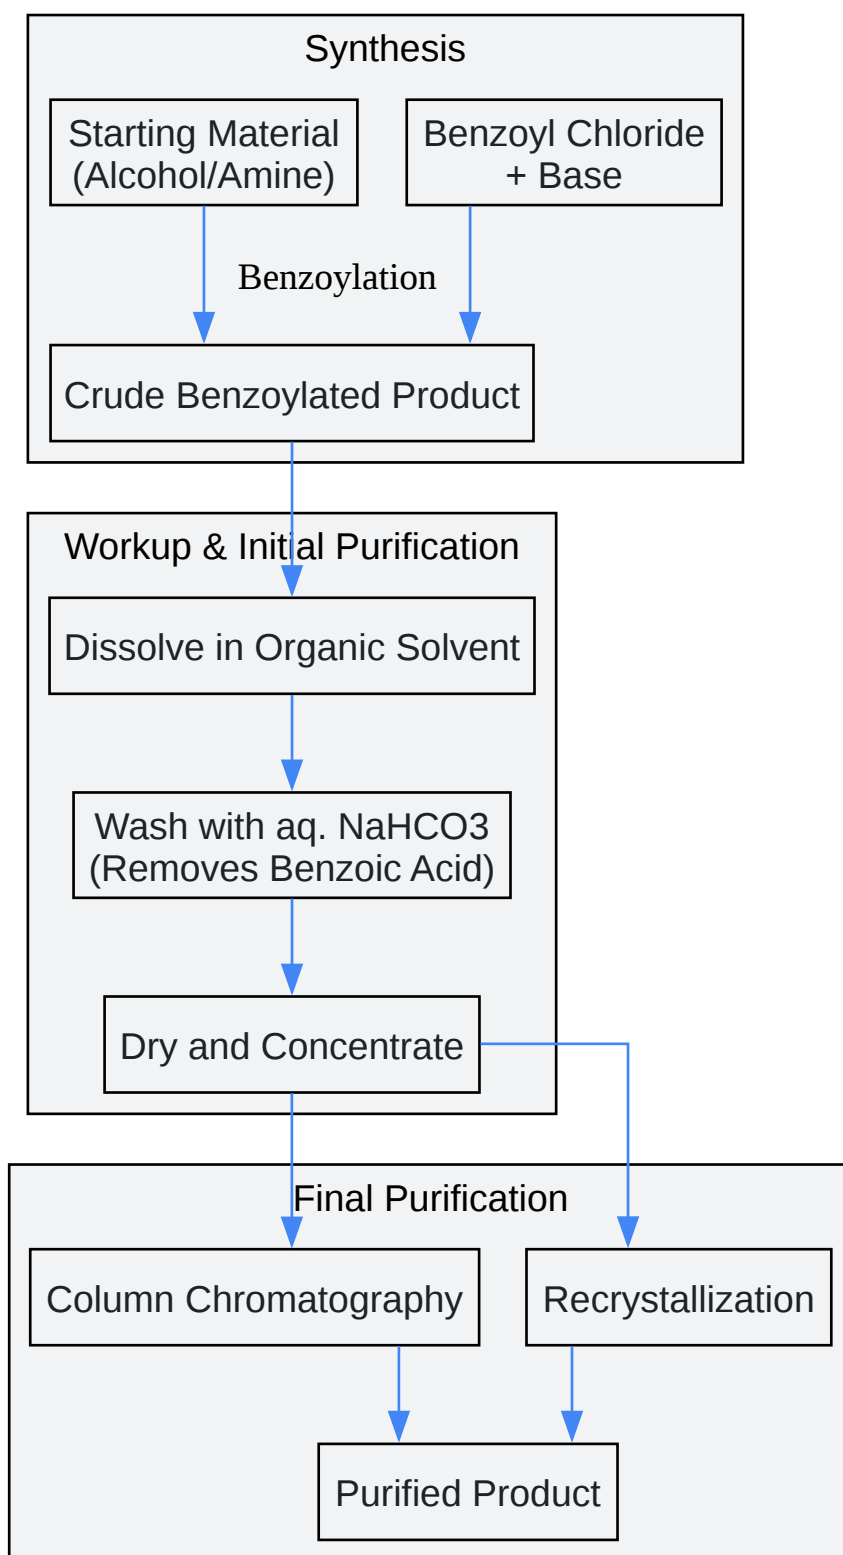 Synthesis
Starting Material
(Alcohol/Amine)
Benzoyl Chloride
+ Base
Benzoylation
Crude Benzoylated Product
Workup & Initial Purification
Dissolve in Organic Solvent
Wash with aq. NaHCO3
(Removes Benzoic Acid)
Dry and Concentrate
Final Purification
Column Chromatography
Recrystallization
Purified Product